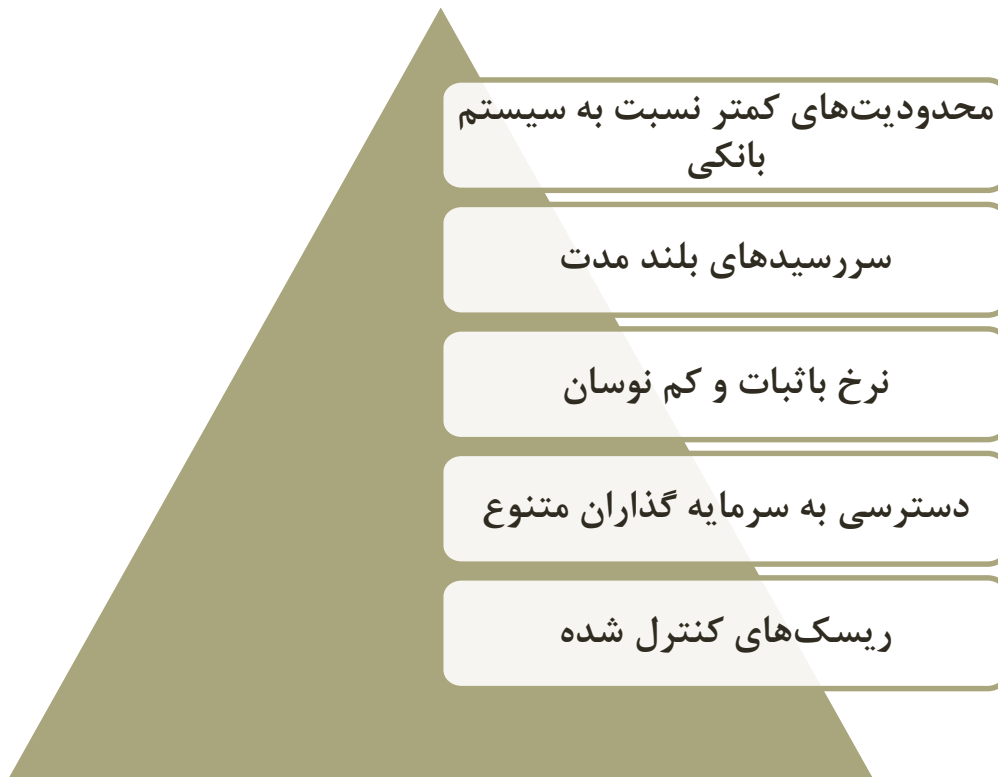 محدودیت‌های کمتر نسبت به سیستم
بانکی
سررسیدهای بلند مدت
نرخ باثبات و کم نوسان
دسترسی به سرمایه گذاران متنوع
ریسک‌های کنترل شده